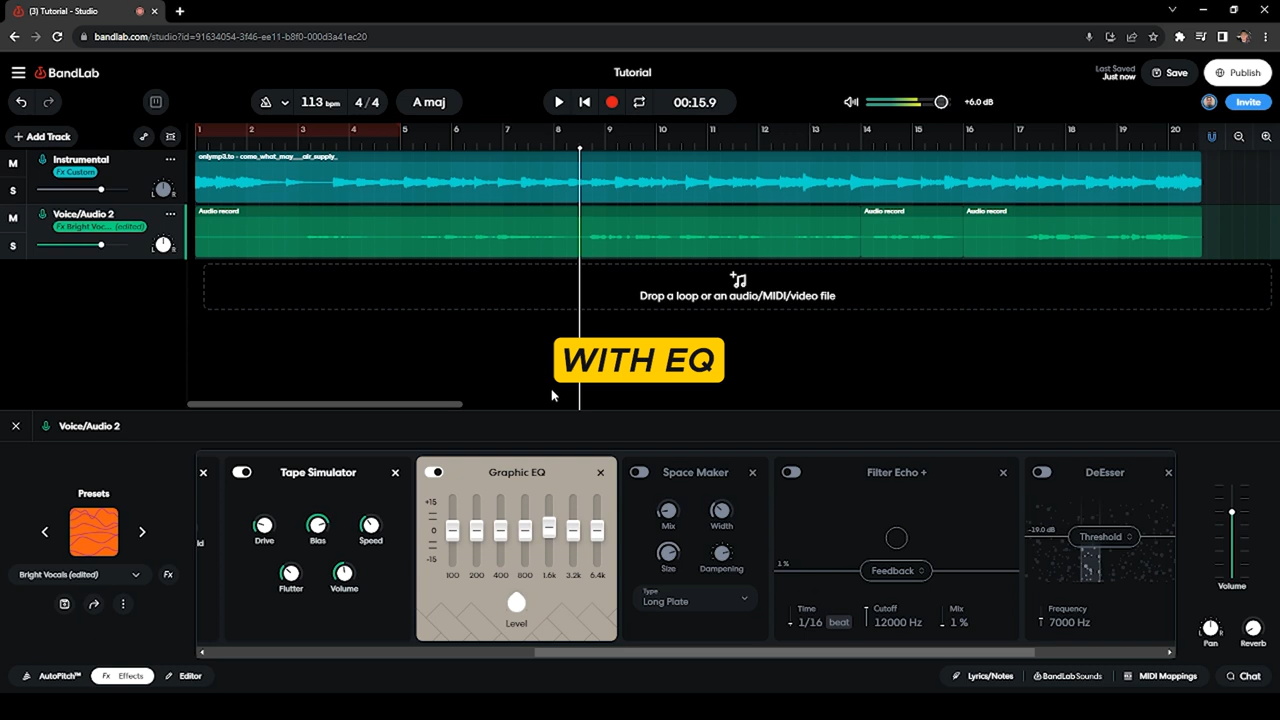 (3) Tutorial - Studio
bandlab.com/studio?id=91634054-3f46-ee11-b8f0-000d3a41ec20
BandLab
Tutorial
Last Saved
Just now
Save
Publish
113 bpm
4/4
A maj
00:15.9
+6.0 dB
Invite
Add Track
1 2 3 4 5 6 7 8 9 10 11 12 13 14 15 16 17 18 19 20
M
Instrumental
Fx Custom
S
L R
onlymp3.to - come_what_may__air_supply_
M
Voice/Audio 2
Fx Bright Voc... (edited)
S
L R
Audio record
Audio record
Audio record
Drop a loop or an audio/MIDI/video file
WITH EQ
Voice/Audio 2
Presets
Bright Vocals (edited)
Fx
ld
Tape Simulator
Drive
Bias
Speed
Flutter
Volume
Graphic EQ
+15
0
-15
100 200 400 800 1.6k 3.2k 6.4k
Level
Space Maker
Mix
Width
Size
Dampening
Type
Long Plate
Filter Echo +
1 %
Feedback
Time
1/16 beat
Cutoff
12000 Hz
Mix
1 %
DeEsser
-19.0 dB
Threshold
Frequency
7000 Hz
Volume
L R
Pan
Reverb
AutoPitch™
Fx Effects
Editor
Lyrics/Notes
BandLab Sounds
MIDI Mappings
Chat